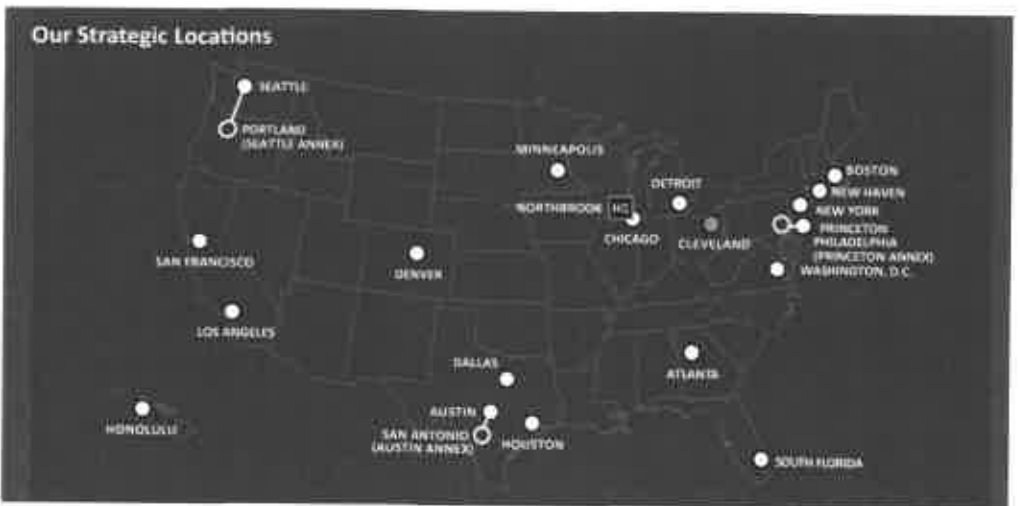 Our Strategic Locations
SEATTLE
PORTLAND
(SEATTLE ANNEX)
MINNEAPOLIS
BOSTON
DETROIT
NEW HAVEN
NORTHBROOK HQ
NEW YORK
CHICAGO
CLEVELAND
PRINCETON
PHILADELPHIA
(PRINCETON ANNEX)
SAN FRANCISCO
DENVER
WASHINGTON, D.C.
LOS ANGELES
DALLAS
ATLANTA
HONOLULU
AUSTIN
SAN ANTONIO
(AUSTIN ANNEX)
HOUSTON
SOUTH FLORIDA